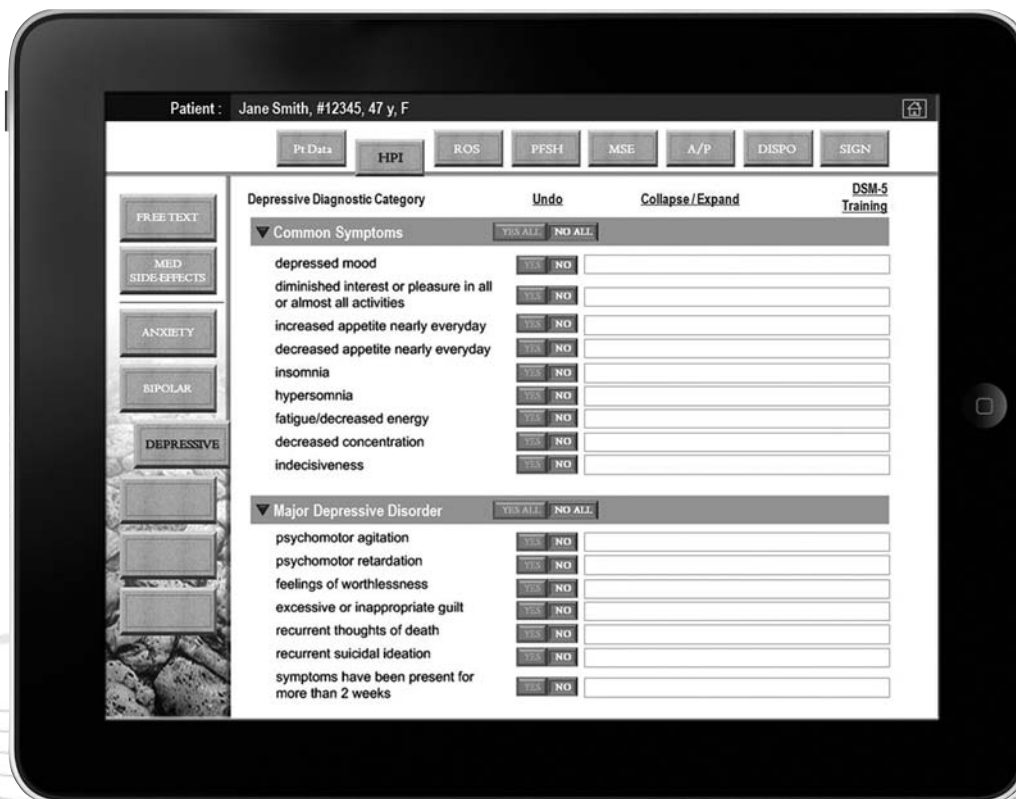 Patient : Jane Smith, #12345, 47 y, F
Pt Data HPI ROS PFSH MSE A/P DISPO SIGN
Depressive Diagnostic Category Undo Collapse / Expand DSM-5
Training
FREE TEXT
MED
SIDE-EFFECTS
ANXIETY
BIPOLAR
DEPRESSIVE
Common Symptoms YES ALL NO ALL
depressed mood YES NO
diminished interest or pleasure in all
or almost all activities YES NO
increased appetite nearly everyday YES NO
decreased appetite nearly everyday YES NO
insomnia YES NO
hypersomnia YES NO
fatigue/decreased energy YES NO
decreased concentration YES NO
indecisiveness YES NO
Major Depressive Disorder YES ALL NO ALL
psychomotor agitation YES NO
psychomotor retardation YES NO
feelings of worthlessness YES NO
excessive or inappropriate guilt YES NO
recurrent thoughts of death YES NO
recurrent suicidal ideation YES NO
symptoms have been present for
more than 2 weeks YES NO